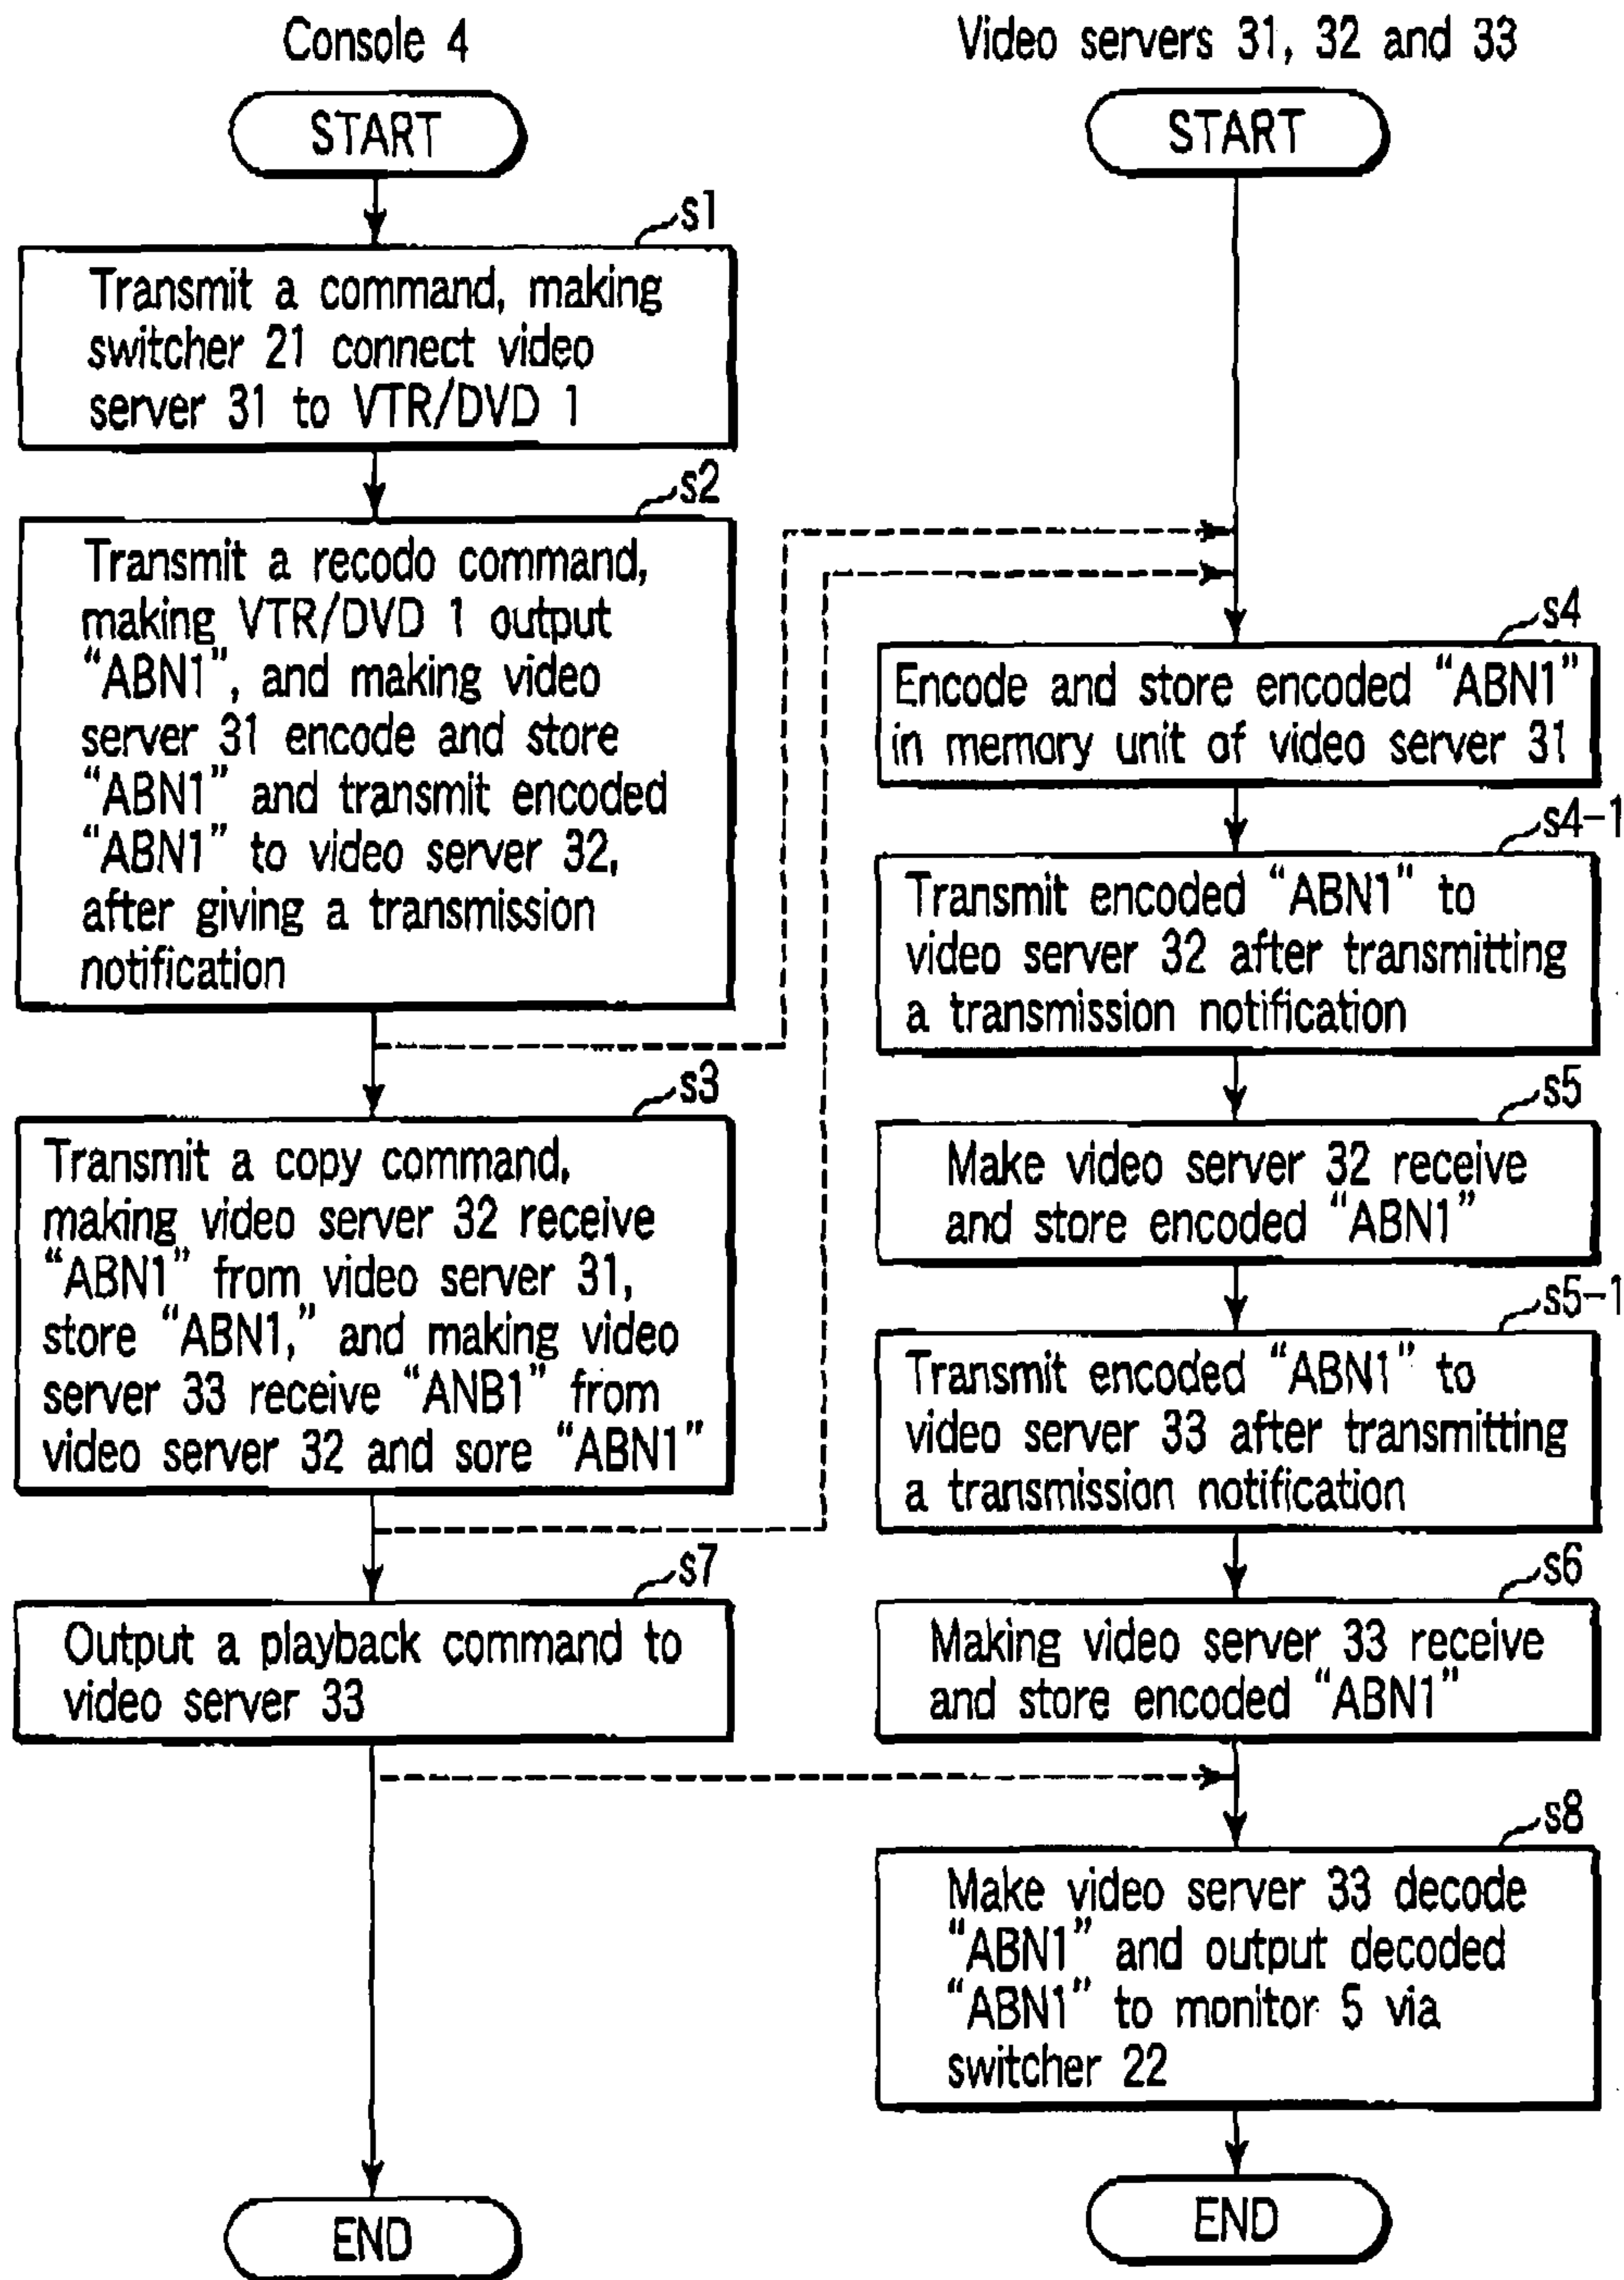 Console 4
START
s1
Transmit a command, making
switcher 21 connect video
server 31 to VTR/DVD 1
s2
Transmit a recodo command,
making VTR/DVD 1 output
“ABN1”, and making video
server 31 encode and store
“ABN1” and transmit encoded
“ABN1” to video server 32,
after giving a transmission
notification
s3
Transmit a copy command,
making video server 32 receive
“ABN1” from video server 31,
store “ABN1,” and making video
server 33 receive “ANB1” from
video server 32 and sore “ABN1”
s7
Output a playback command to
video server 33
END
Video servers 31, 32 and 33
START
s4
Encode and store encoded “ABN1”
in memory unit of video server 31
s4-1
Transmit encoded “ABN1” to
video server 32 after transmitting
a transmission notification
s5
Make video server 32 receive
and store encoded “ABN1”
s5-1
Transmit encoded “ABN1” to
video server 33 after transmitting
a transmission notification
s6
Making video server 33 receive
and store encoded “ABN1”
s8
Make video server 33 decode
“ABN1” and output decoded
“ABN1” to monitor 5 via
switcher 22
END